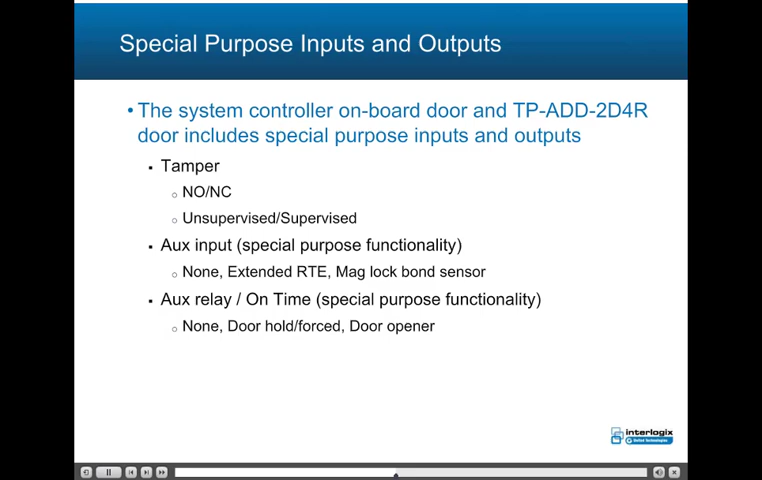 Special Purpose Inputs and Outputs
• The system controller on-board door and TP-ADD-2D4R
door includes special purpose inputs and outputs
▪ Tamper
○ NO/NC
○ Unsupervised/Supervised
▪ Aux input (special purpose functionality)
○ None, Extended RTE, Mag lock bond sensor
▪ Aux relay / On Time (special purpose functionality)
○ None, Door hold/forced, Door opener
interlogix
United Technologies